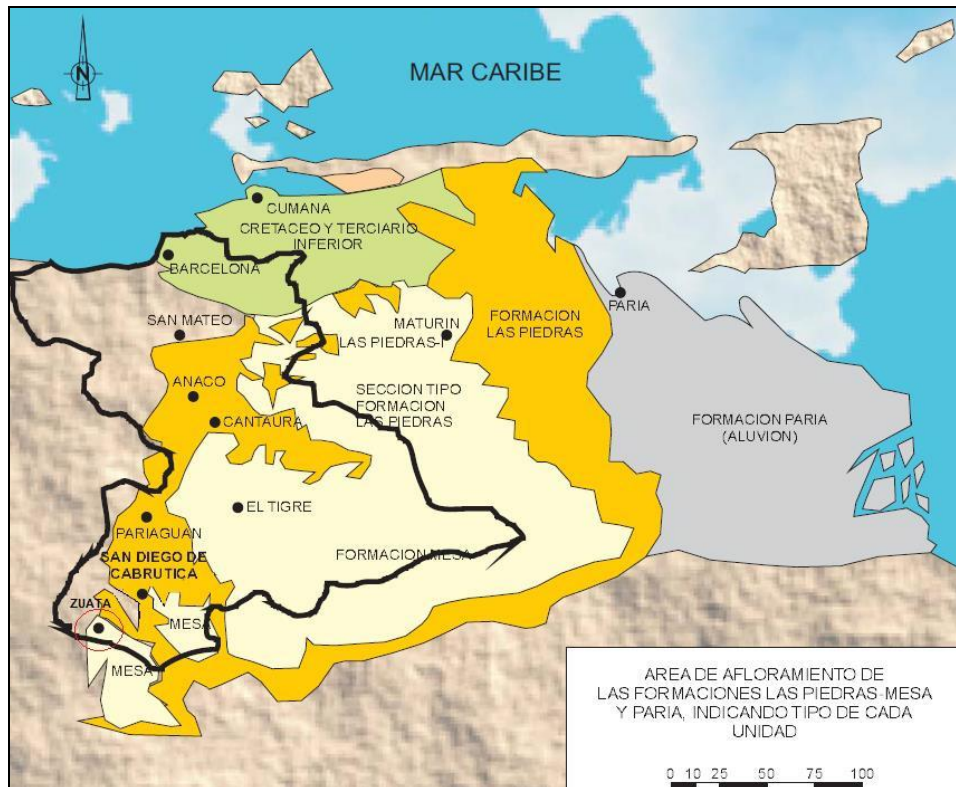 N
MAR CARIBE
CUMANA
CRETACEO Y TERCIARIO
INFERIOR
BARCELONA
PARIA
SAN MATEO
MATURIN
LAS PIEDRAS-I
FORMACION
LAS PIEDRAS
ANACO
SECCION TIPO
FORMACION
LAS PIEDRAS
CANTAURA
FORMACION PARIA
(ALUVION)
EL TIGRE
PARIAGUAN
FORMACION MESA
SAN DIEGO DE
CABRUTICA
ZUATA
MESA
MESA
AREA DE AFLORAMIENTO DE
LAS FORMACIONES LAS PIEDRAS-MESA
Y PARIA, INDICANDO TIPO DE CADA
UNIDAD
0 10 25 50 75 100